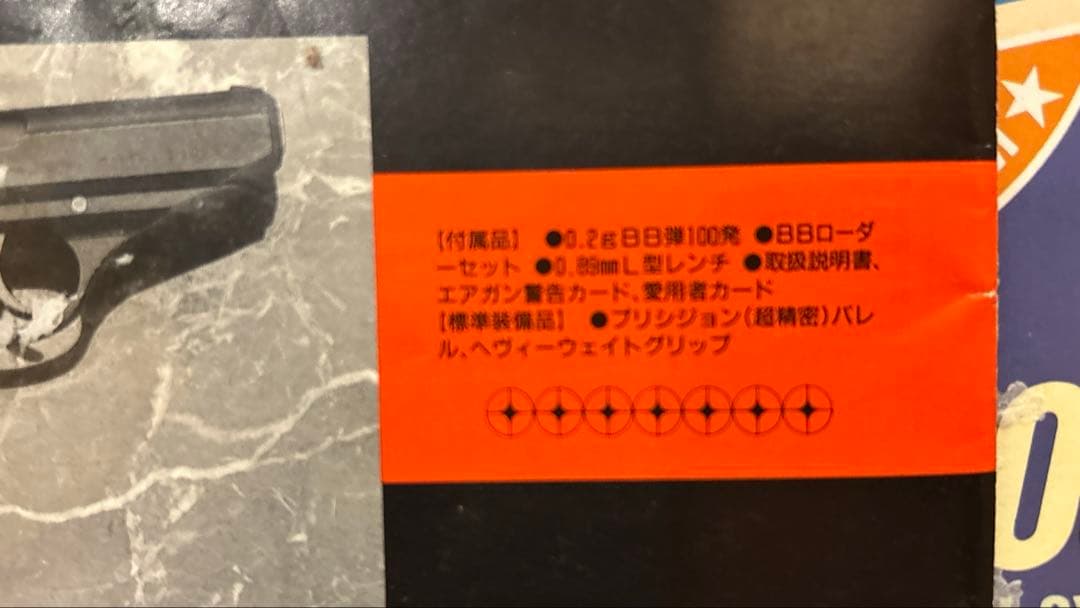 【付属品】 ●0.2gBB弾100発 ●BBローダ
ーセット ●0.89mmL型レンチ ●取扱説明書、
エアガン警告カード、愛用者カード
【標準装備品】 ●プリシジョン(超精密)バレ
ル、ヘヴィーウェイトグリップ